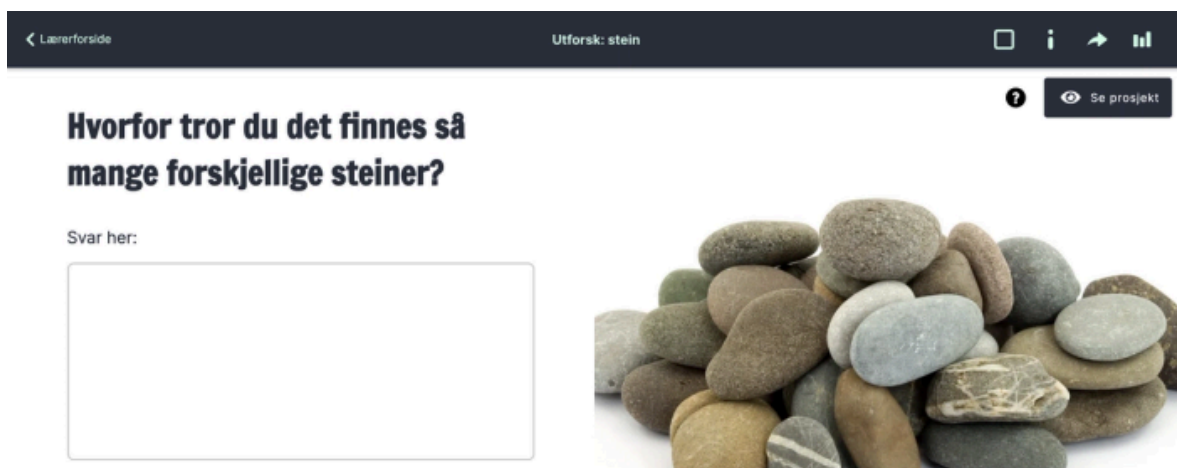 Lærerforside
Utforsk: stein
Se prosjekt
Hvorfor tror du det finnes så
mange forskjellige steiner?
Svar her: